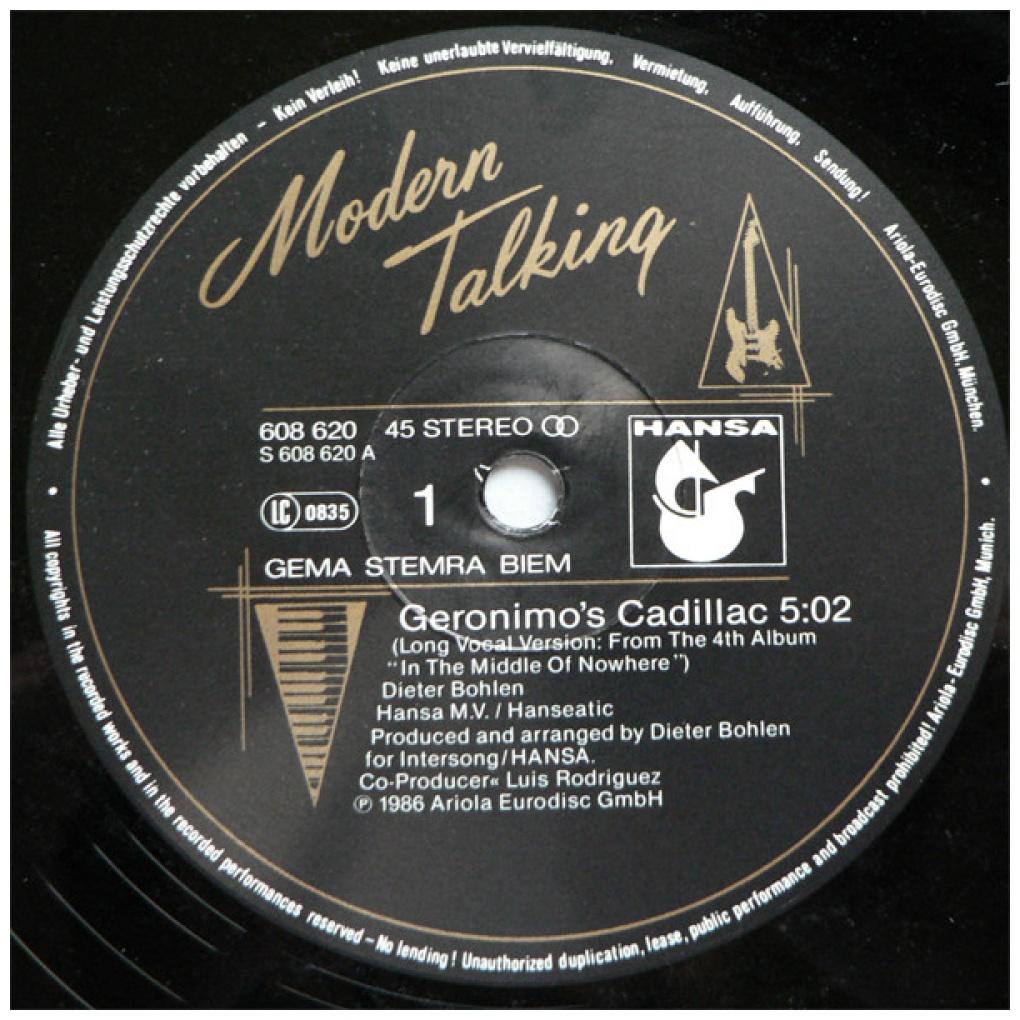 Alle Urheber- und Leistungsschutzrechte vorbehalten – Kein Verleih! Keine unerlaubte Vervielfältigung, Vermietung, Aufführung, Sendung! Ariola-Eurodisc GmbH, München.
Modern
Talking
608 620 45 STEREO
S 608 620 A
HANSA
LC 0835
1
GEMA STEMRA BIEM
Geronimo's Cadillac 5:02
(Long Vocal Version: From The 4th Album
"In The Middle Of Nowhere")
Dieter Bohlen
Hansa M.V. / Hanseatic
Produced and arranged by Dieter Bohlen
for Intersong/HANSA.
Co-Producer« Luis Rodriguez
℗ 1986 Ariola Eurodisc GmbH
All copyrights in the recorded works and in the recorded performances reserved – No lending! Unauthorized duplication, lease, public performance and broadcast prohibited! Ariola-Eurodisc GmbH, Munich.